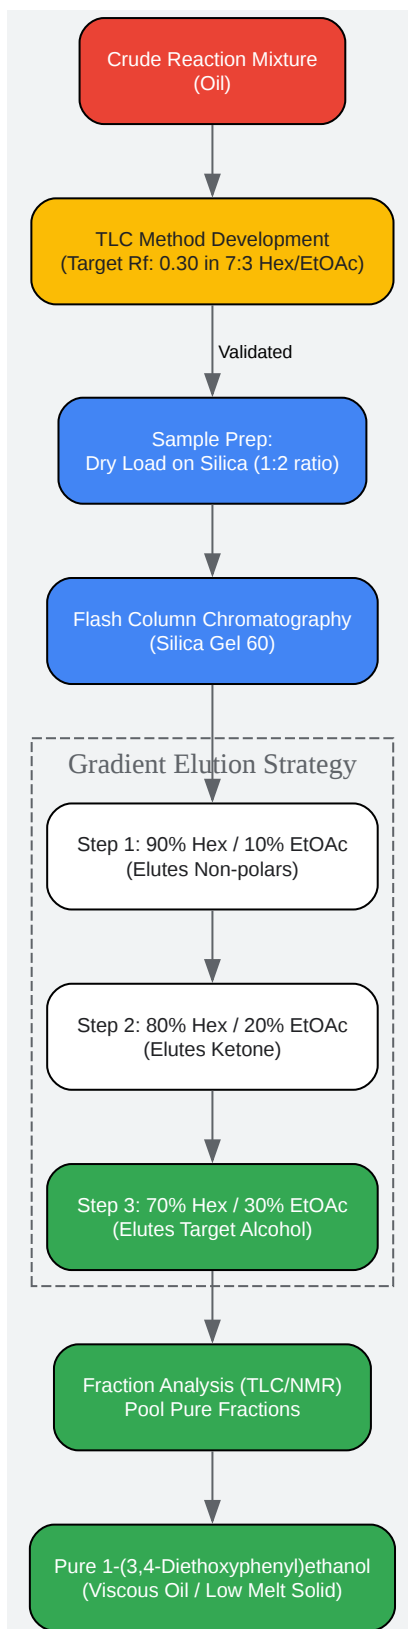 Crude Reaction Mixture
(Oil)
TLC Method Development
(Target Rf: 0.30 in 7:3 Hex/EtOAc)
Validated
Sample Prep:
Dry Load on Silica (1:2 ratio)
Flash Column Chromatography
(Silica Gel 60)
Gradient Elution Strategy
Step 1: 90% Hex / 10% EtOAc
(Elutes Non-polars)
Step 2: 80% Hex / 20% EtOAc
(Elutes Ketone)
Step 3: 70% Hex / 30% EtOAc
(Elutes Target Alcohol)
Fraction Analysis (TLC/NMR)
Pool Pure Fractions
Pure 1-(3,4-Diethoxyphenyl)ethanol
(Viscous Oil / Low Melt Solid)